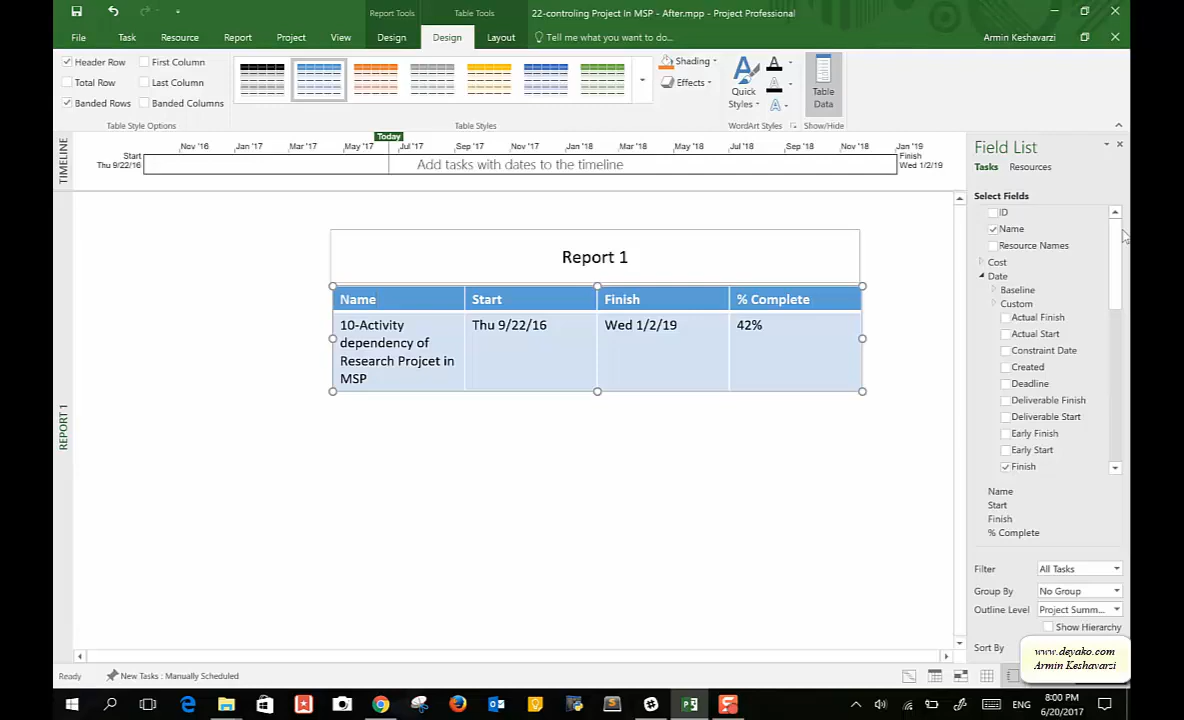 Report Tools
Table Tools
22-controling Project In MSP - After.mpp - Project Professional
File
Task
Resource
Report
Project
View
Design
Design
Layout
Tell me what you want to do...
Armin Keshavarzi
Header Row
First Column
Total Row
Last Column
Banded Rows
Banded Columns
Table Style Options
Table Styles
Shading
Effects
Quick
Styles
WordArt Styles
Table
Data
Show/Hide
TIMELINE
Today
Start
Thu 9/22/16
Nov '16
Jan '17
Mar '17
May '17
Jul '17
Sep '17
Nov '17
Jan '18
Mar '18
May '18
Jul '18
Sep '18
Nov '18
Jan '19
Add tasks with dates to the timeline
Finish
Wed 1/2/19
REPORT 1
Report 1
Name Start Finish % Complete
10-Activity Thu 9/22/16 Wed 1/2/19 42%
dependency of
Research Projcet in
MSP
Field List
Tasks Resources
Select Fields
ID
Name
Resource Names
Cost
Date
Baseline
Custom
Actual Finish
Actual Start
Constraint Date
Created
Deadline
Deliverable Finish
Deliverable Start
Early Finish
Early Start
Finish
Name
Start
Finish
% Complete
Filter All Tasks
Group By No Group
Outline Level Project Summ...
Show Hierarchy
Sort By
www.deyako.com
Armin Keshavarzi
Ready
New Tasks : Manually Scheduled
ENG
8:00 PM
6/20/2017